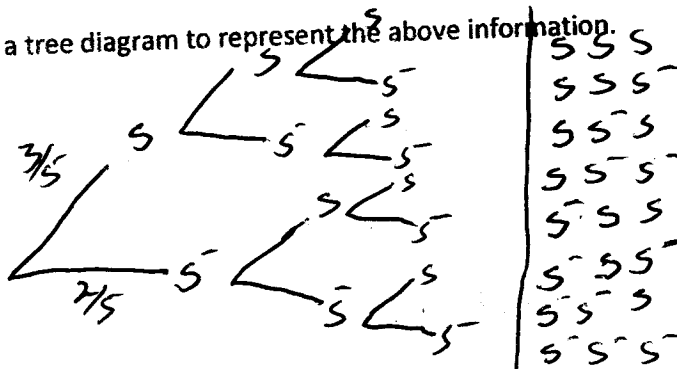 a tree diagram to represent the above information.
S
S
S⁻
S
S
S⁻
S⁻
S
3/5
S⁻
S
S
S⁻
2/5
S⁻
S
S⁻
S⁻
S S S
S S S⁻
S S⁻ S
S S⁻ S⁻
S⁻ S S
S⁻ S S⁻
S⁻ S⁻ S
S⁻ S⁻ S⁻